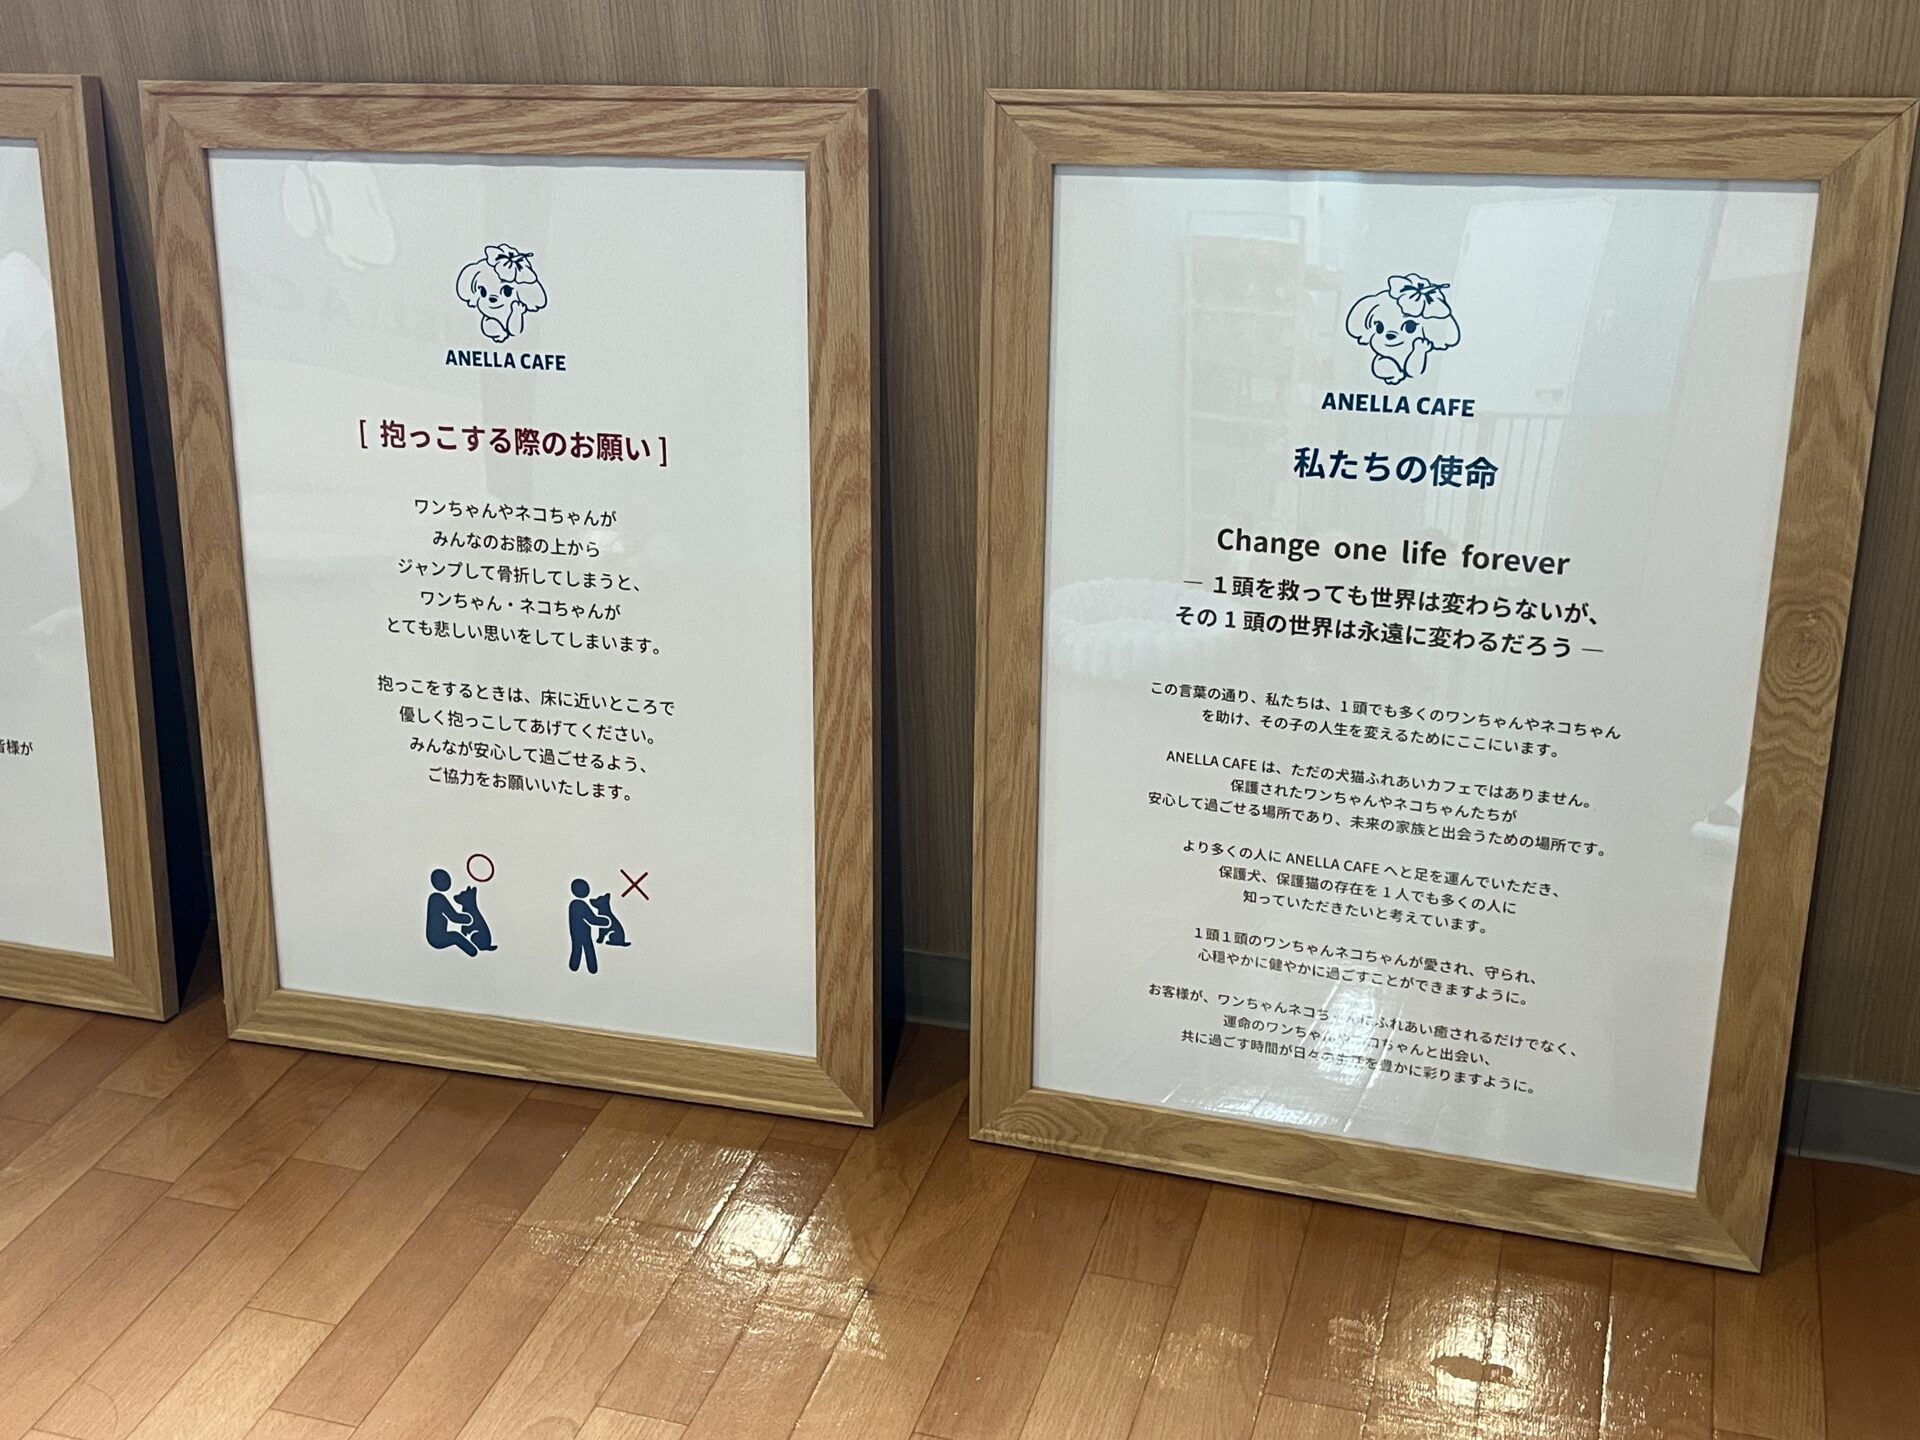 皆様が
ANELLA CAFE
[ 抱っこする際のお願い ]
ワンちゃんやネコちゃんが
みんなのお膝の上から
ジャンプして骨折してしまうと、
ワンちゃん・ネコちゃんが
とても悲しい思いをしてしまいます。
抱っこをするときは、床に近いところで
優しく抱っこしてあげてください。
みんなが安心して過ごせるよう、
ご協力をお願いいたします。
ANELLA CAFE
私たちの使命
Change one life forever
― 1頭を救っても世界は変わらないが、
その1頭の世界は永遠に変わるだろう ―
この言葉の通り、私たちは、1頭でも多くのワンちゃんやネコちゃん
を助け、その子の人生を変えるためにここにいます。
ANELLA CAFE は、ただの犬猫ふれあいカフェではありません。
保護されたワンちゃんやネコちゃんたちが
安心して過ごせる場所であり、未来の家族と出会うための場所です。
より多くの人に ANELLA CAFE へと足を運んでいただき、
保護犬、保護猫の存在を1人でも多くの人に
知っていただきたいと考えています。
1頭1頭のワンちゃんネコちゃんが愛され、守られ、
心穏やかに健やかに過ごすことができますように。
お客様が、ワンちゃんネコちゃんにふれあい癒されるだけでなく、
運命のワンちゃんネコちゃんと出会い、
共に過ごす時間が日々の生活を豊かに彩りますように。